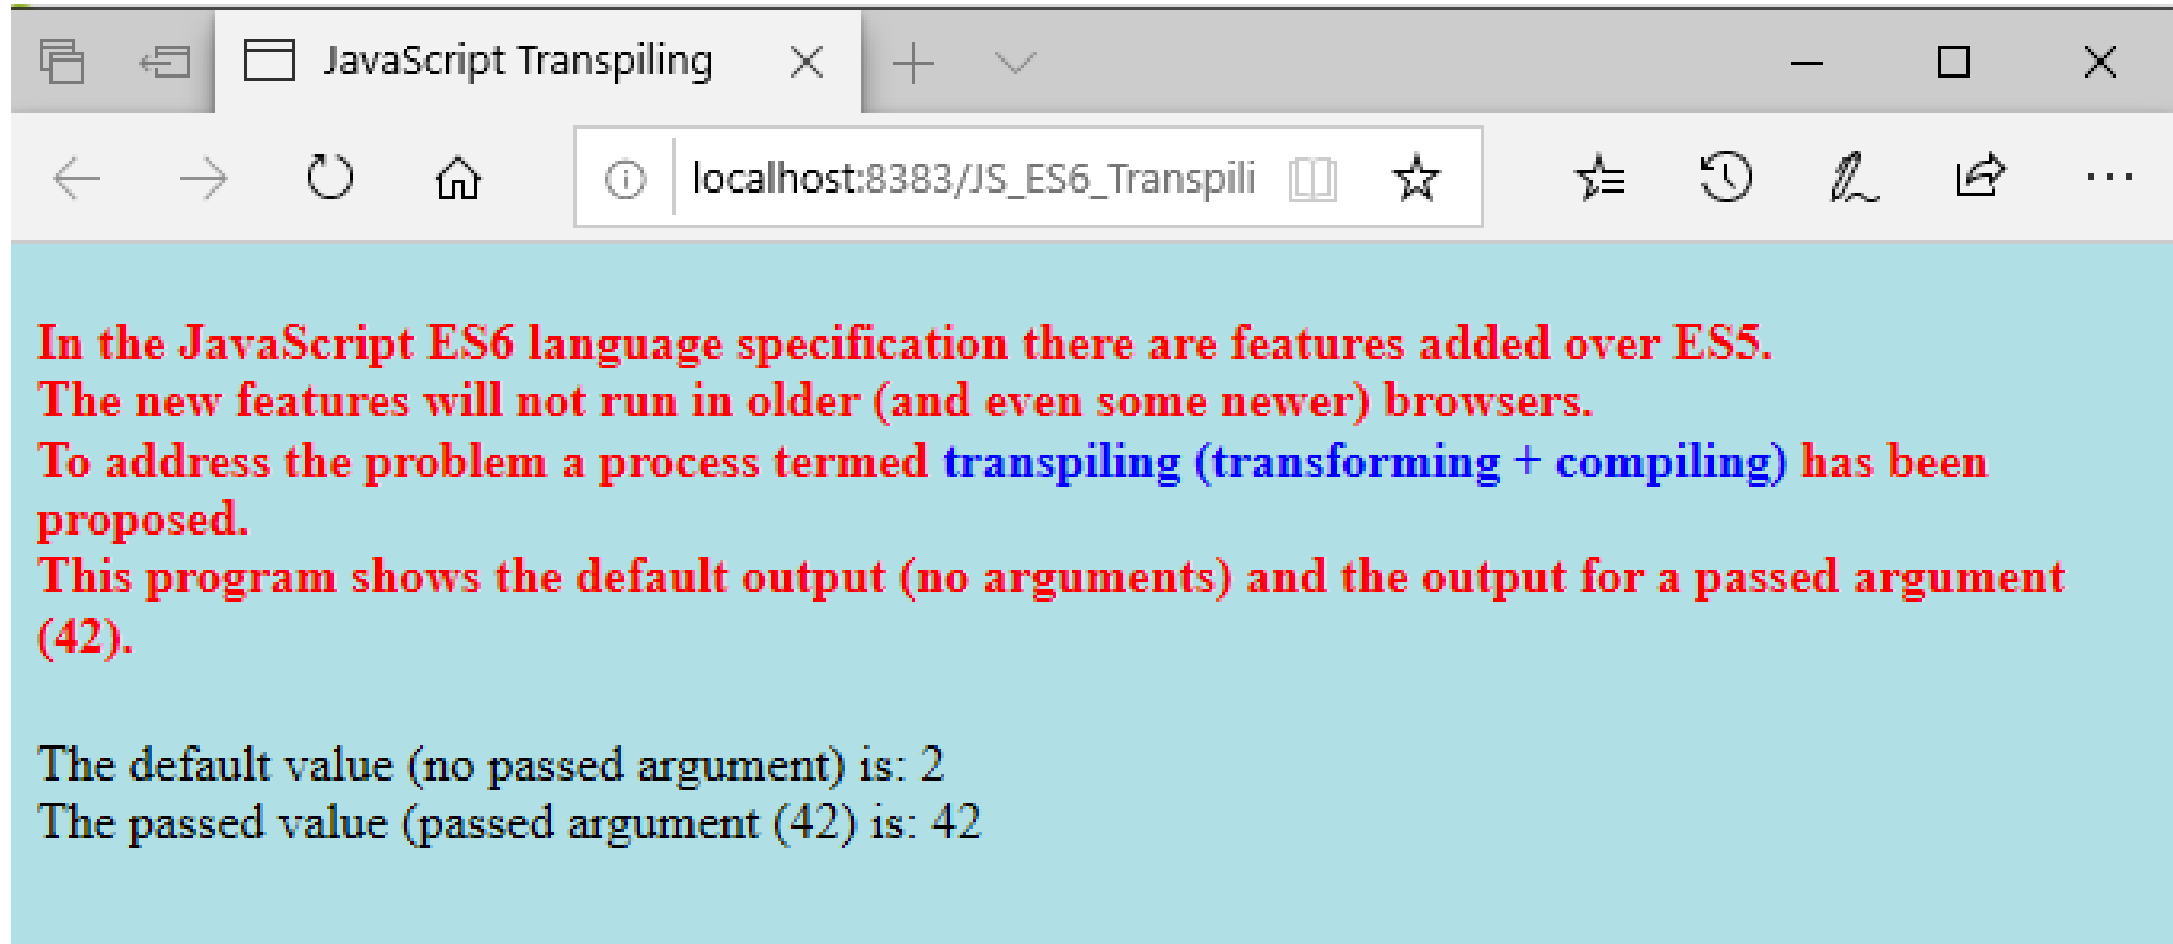 JavaScript Transpiling
localhost:8383/JS_ES6_Transpili
In the JavaScript ES6 language specification there are features added over ES5.
The new features will not run in older (and even some newer) browsers.
To address the problem a process termed transpiling (transforming + compiling) has been
proposed.
This program shows the default output (no arguments) and the output for a passed argument
(42).
The default value (no passed argument) is: 2
The passed value (passed argument (42) is: 42